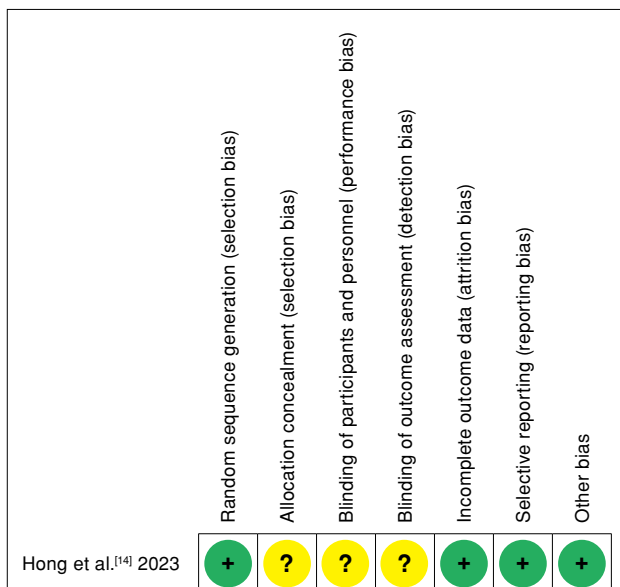 Random sequence generation (selection bias)
Allocation concealment (selection bias)
Blinding of participants and personnel (performance bias)
Blinding of outcome assessment (detection bias)
Incomplete outcome data (attrition bias)
Selective reporting (reporting bias)
Other bias
Hong et al.[14] 2023 + ? ? ? + + +